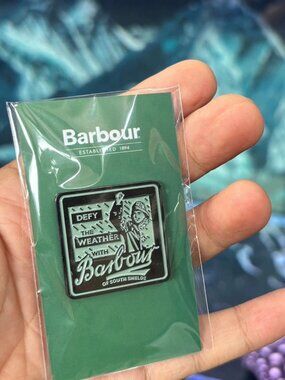 Barbour
ESTABLISHED 1894
DEFY
THE
WEATHER
WITH
Barbour
OF SOUTH SHIELDS